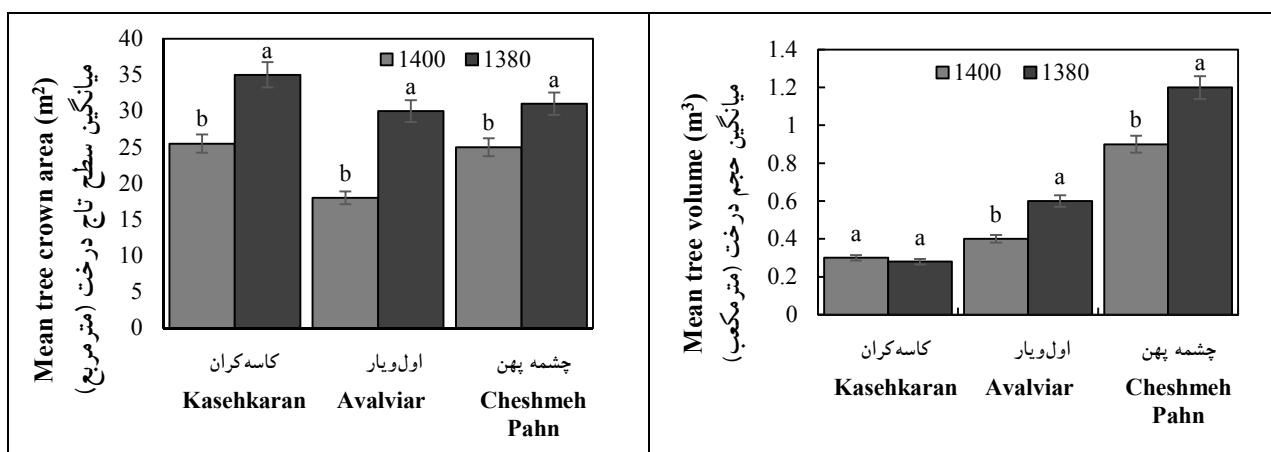 Mean tree crown area (m²)
میانگین سطح تاج درخت (مترمربع)
40
35
30
25
20
15
10
5
0
1400 1380
b a b a b a
کاسه‌کران اول‌ویار چشمه پهن
Kasehkaran Avalviar Cheshmeh
Pahn
Mean tree volume (m³)
میانگین حجم درخت (مترمکعب)
1.4
1.2
1
0.8
0.6
0.4
0.2
0
1400 1380
a a b a b a
کاسه‌کران اول‌ویار چشمه پهن
Kasehkaran Avalviar Cheshmeh
Pahn